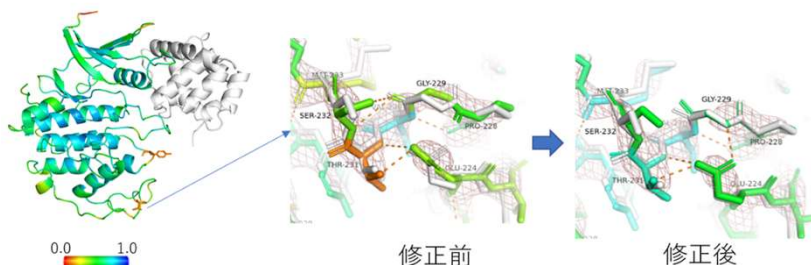 MET-233
GLY-229
SER-232
PRO-228
THR-231
GLU-224
MET-233
GLY-229
SER-232
PRO-228
THR-231
GLU-224
0.0
1.0
修正前
修正後